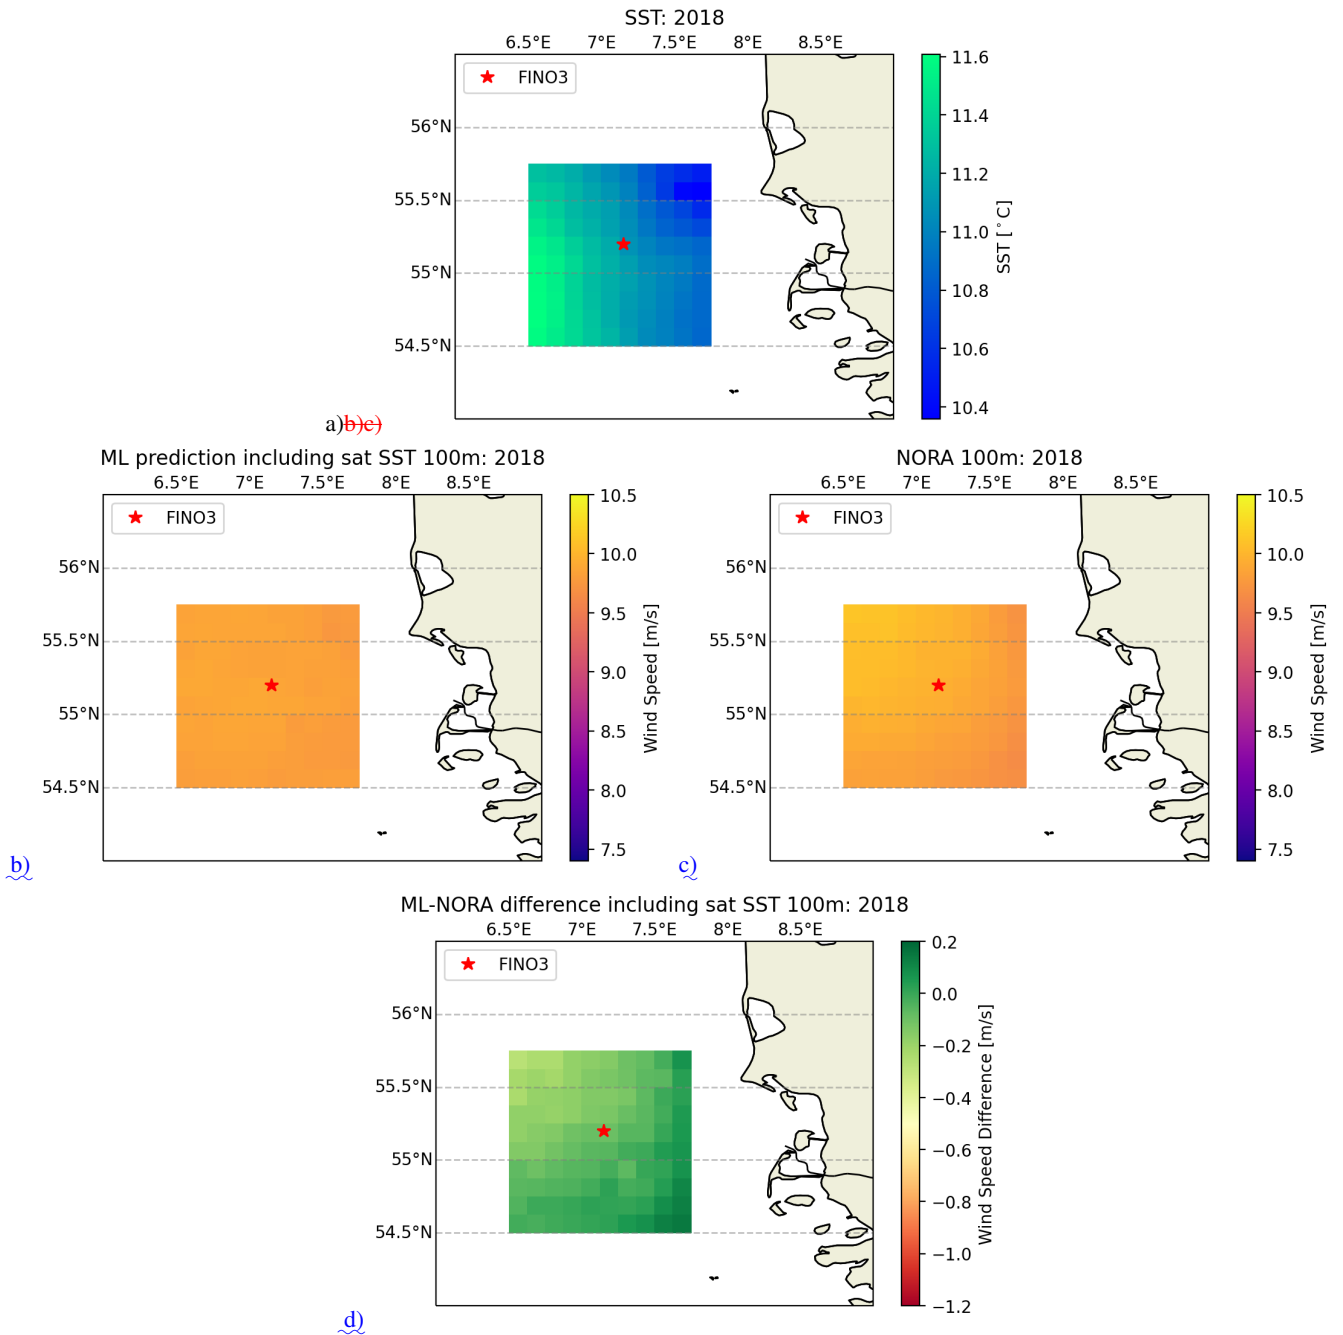 SST: 2018
6.5°E 7°E 7.5°E 8°E 8.5°E
FINO3
56°N
55.5°N
55°N
54.5°N
11.6
11.4
11.2
11.0
10.8
10.6
10.4
SST [°C]
a)b)c)
ML prediction including sat SST 100m: 2018
6.5°E 7°E 7.5°E 8°E 8.5°E
FINO3
56°N
55.5°N
55°N
54.5°N
10.5
10.0
9.5
9.0
8.5
8.0
7.5
Wind Speed [m/s]
b)
NORA 100m: 2018
6.5°E 7°E 7.5°E 8°E 8.5°E
FINO3
56°N
55.5°N
55°N
54.5°N
10.5
10.0
9.5
9.0
8.5
8.0
7.5
Wind Speed [m/s]
c)
ML-NORA difference including sat SST 100m: 2018
6.5°E 7°E 7.5°E 8°E 8.5°E
FINO3
56°N
55.5°N
55°N
54.5°N
0.2
0.0
−0.2
−0.4
−0.6
−0.8
−1.0
−1.2
Wind Speed Difference [m/s]
d)